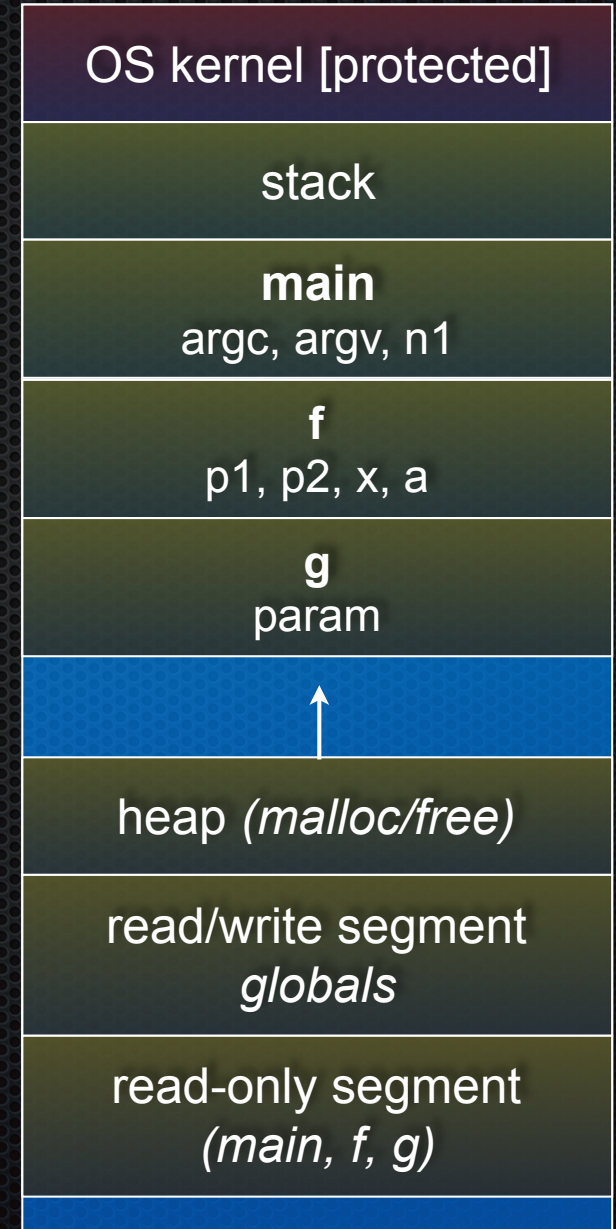 OS kernel [protected]
stack
main
argc, argv, n1
f
p1, p2, x, a
g
param
heap (malloc/free)
read/write segment
globals
read-only segment
(main, f, g)